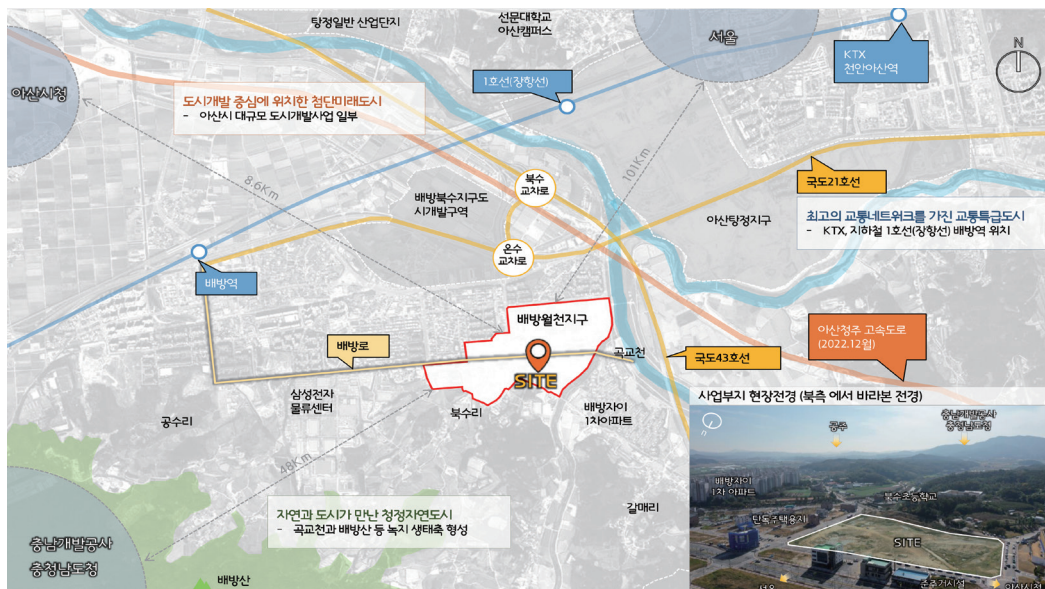 탕정일반 산업단지
선문대학교
아산캠퍼스
서울
KTX
천안아산역
N
아산시청
1호선(장항선)
도시개발 중심에 위치한 첨단미래도시
- 아산시 대규모 도시개발사업 일부
8.6Km
101Km
북수
교차로
배방북수지구도
시개발구역
온수
교차로
아산탕정지구
국도21호선
최고의 교통네트워크를 가진 교통특급도시
- KTX, 지하철 1호선(장항선) 배방역 위치
배방역
배방월천지구
배방로
SITE
곡교천
국도43호선
아산청주 고속도로
(2022.12월)
삼성전자
물류센터
공수리
북수리
배방자이
1차아파트
48Km
갈매리
자연과 도시가 만난 청정자연도시
- 곡교천과 배방산 등 녹지 생태축 형성
충남개발공사
충청남도청
배방산
사업부지 현장전경 (북측 에서 바라본 전경)
n
공주
충남개발공사
충청남도청
배방자이
1차 아파트
북수초등학교
단독주택용지
SITE
준주거시설
서울
아산시청